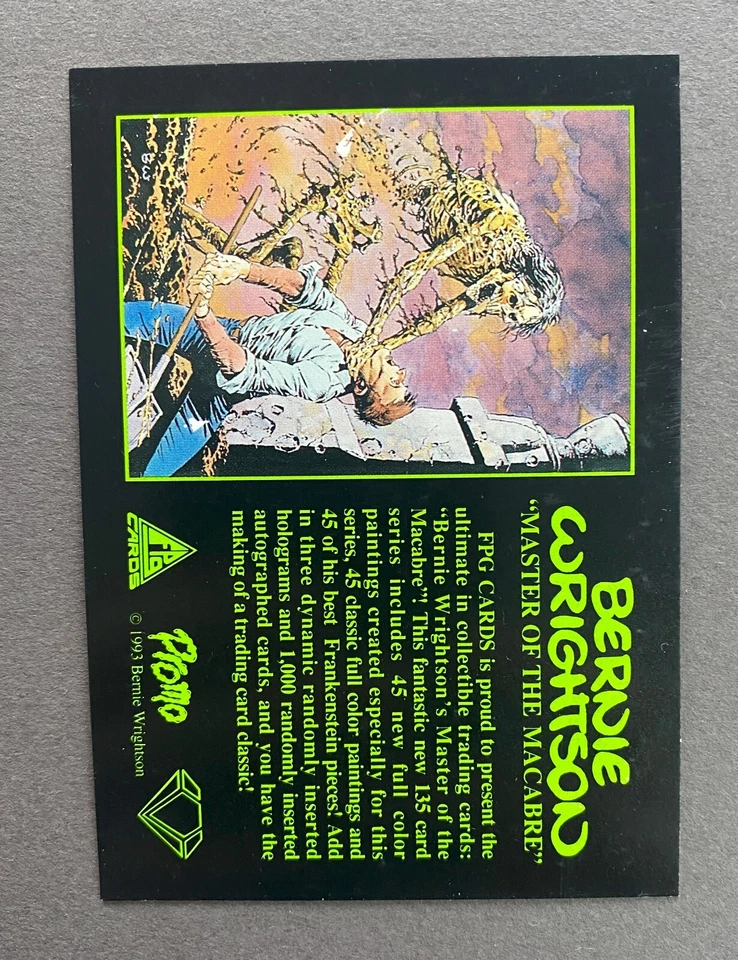 BERNIE
WRIGHTSON
“MASTER OF THE MACABRE”
FPG CARDS is proud to present the
ultimate in collectible trading cards:
“Bernie Wrightson’s Master of the
Macabre”! This fantastic new 135 card
series includes 45 new full color
paintings created especially for this
series, 45 classic full color paintings and
45 of his best Frankenstein pieces! Add
in three dynamic randomly inserted
holograms and 1,000 randomly inserted
autographed cards, and you have the
making of a trading card classic!
FPG
CARDS
Promo
© 1993 Bernie Wrightson
BW